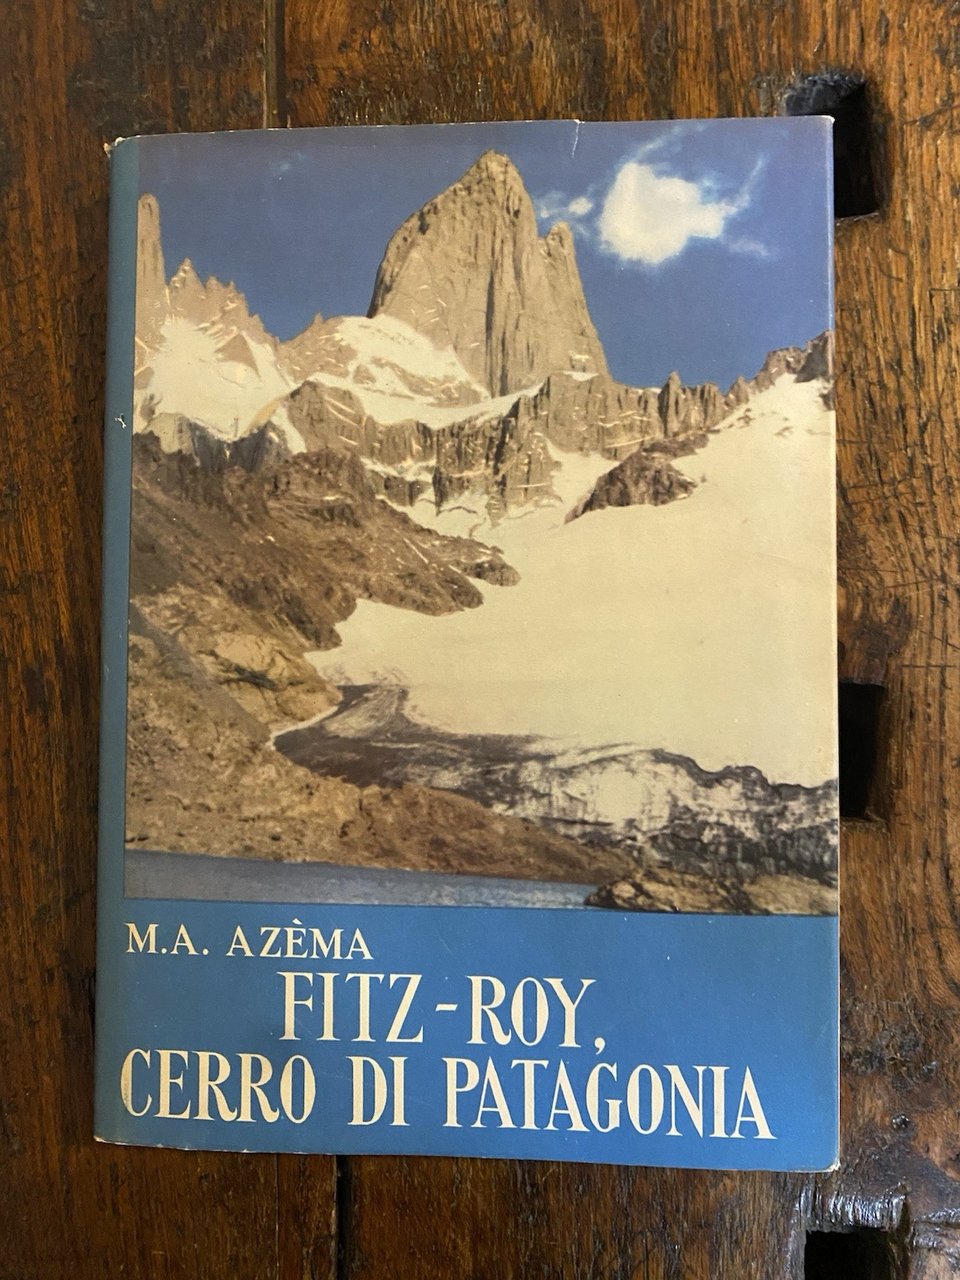 M.A. AZÈMA
FITZ-ROY,
CERRO DI PATAGONIA